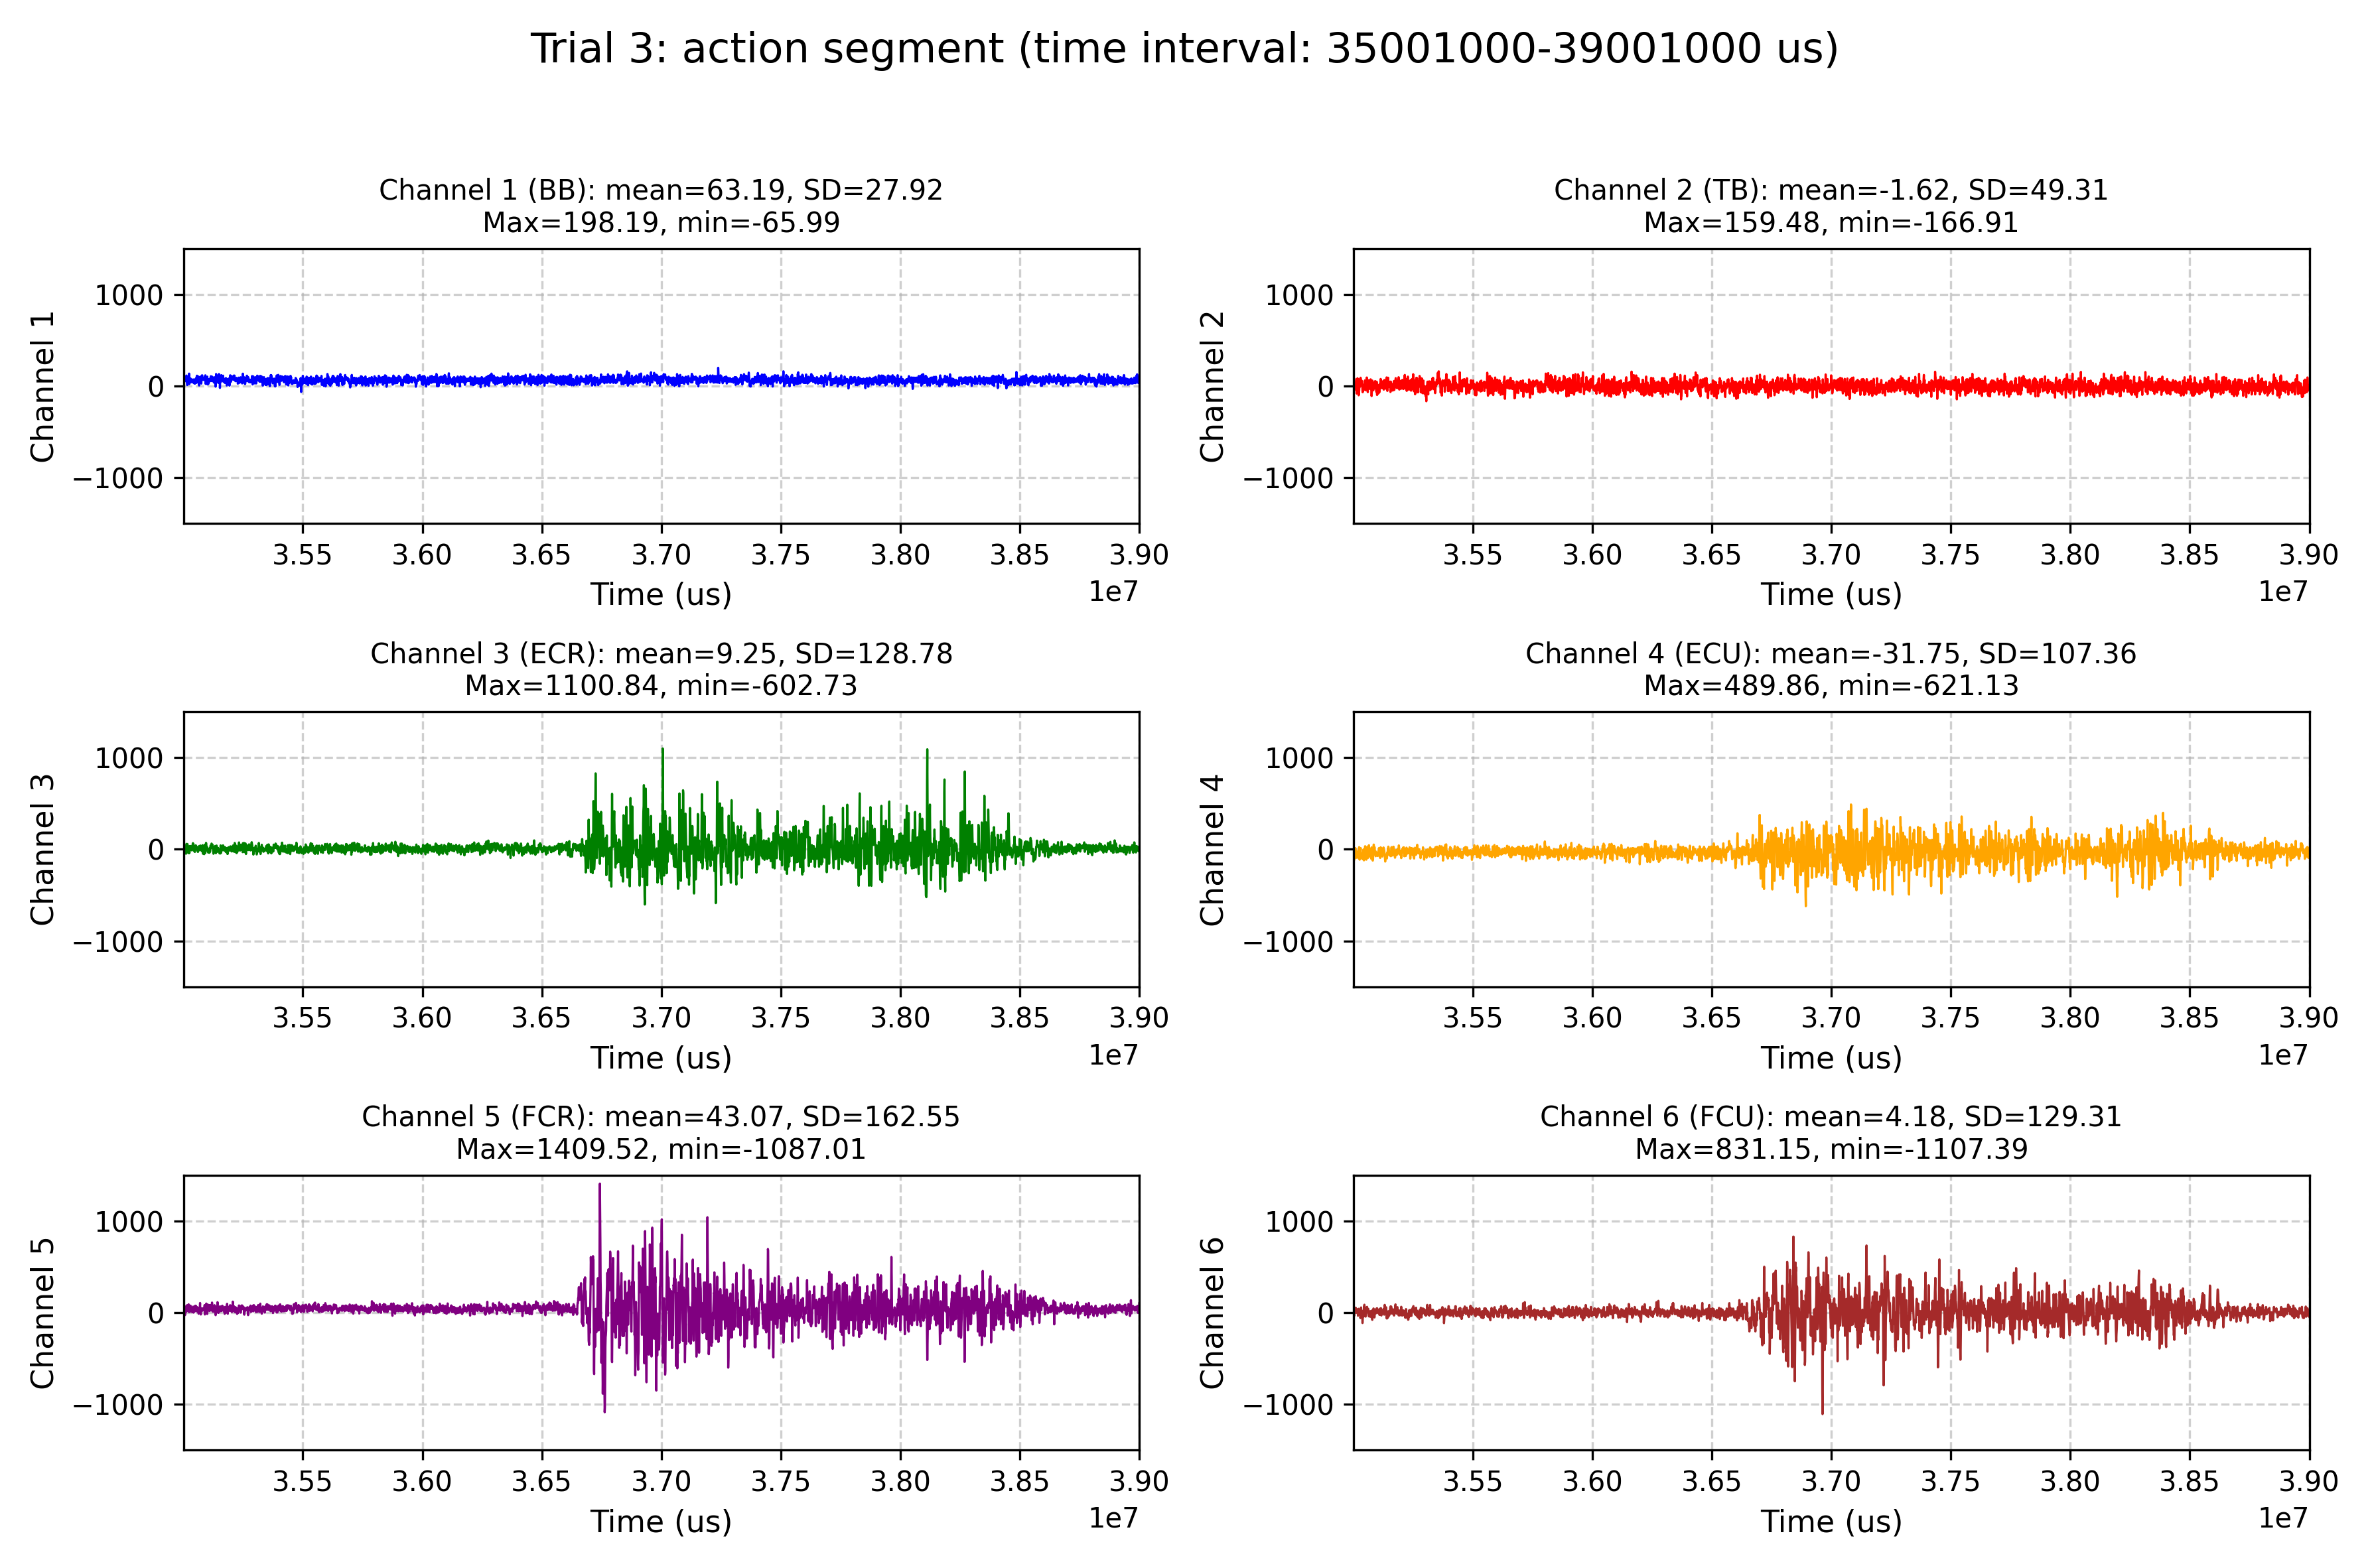 Trial 3: action segment (time interval: 35001000-39001000 us)
Channel 1 (BB): mean=63.19, SD=27.92
Max=198.19, min=-65.99
Channel 1
1000
0
−1000
3.55 3.60 3.65 3.70 3.75 3.80 3.85 3.90
Time (us)
1e7
Channel 2 (TB): mean=-1.62, SD=49.31
Max=159.48, min=-166.91
Channel 2
1000
0
−1000
3.55 3.60 3.65 3.70 3.75 3.80 3.85 3.90
Time (us)
1e7
Channel 3 (ECR): mean=9.25, SD=128.78
Max=1100.84, min=-602.73
Channel 3
1000
0
−1000
3.55 3.60 3.65 3.70 3.75 3.80 3.85 3.90
Time (us)
1e7
Channel 4 (ECU): mean=-31.75, SD=107.36
Max=489.86, min=-621.13
Channel 4
1000
0
−1000
3.55 3.60 3.65 3.70 3.75 3.80 3.85 3.90
Time (us)
1e7
Channel 5 (FCR): mean=43.07, SD=162.55
Max=1409.52, min=-1087.01
Channel 5
1000
0
−1000
3.55 3.60 3.65 3.70 3.75 3.80 3.85 3.90
Time (us)
1e7
Channel 6 (FCU): mean=4.18, SD=129.31
Max=831.15, min=-1107.39
Channel 6
1000
0
−1000
3.55 3.60 3.65 3.70 3.75 3.80 3.85 3.90
Time (us)
1e7